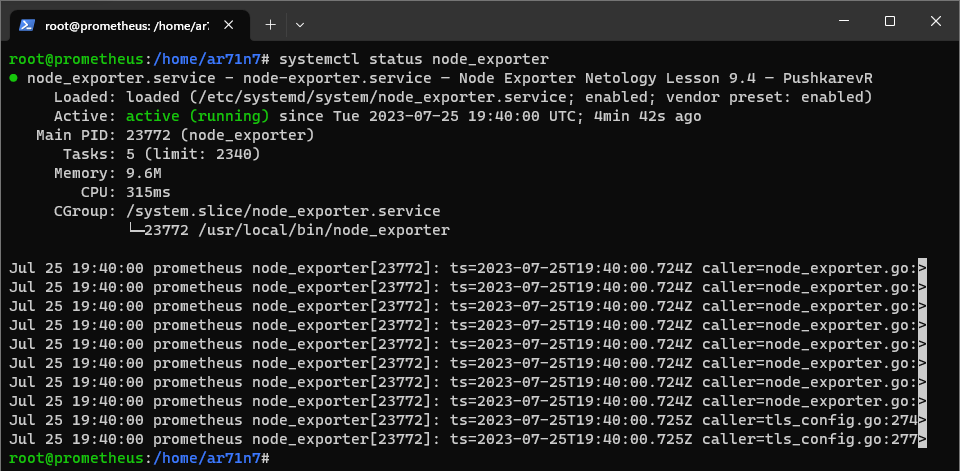 root@prometheus: /home/ar7
root@prometheus:/home/ar71n7# systemctl status node_exporter
● node_exporter.service - node-exporter.service - Node Exporter Netology Lesson 9.4 - PushkarevR
Loaded: loaded (/etc/systemd/system/node_exporter.service; enabled; vendor preset: enabled)
Active: active (running) since Tue 2023-07-25 19:40:00 UTC; 4min 42s ago
Main PID: 23772 (node_exporter)
Tasks: 5 (limit: 2340)
Memory: 9.6M
CPU: 315ms
CGroup: /system.slice/node_exporter.service
└─23772 /usr/local/bin/node_exporter
Jul 25 19:40:00 prometheus node_exporter[23772]: ts=2023-07-25T19:40:00.724Z caller=node_exporter.go:>
Jul 25 19:40:00 prometheus node_exporter[23772]: ts=2023-07-25T19:40:00.724Z caller=node_exporter.go:>
Jul 25 19:40:00 prometheus node_exporter[23772]: ts=2023-07-25T19:40:00.724Z caller=node_exporter.go:>
Jul 25 19:40:00 prometheus node_exporter[23772]: ts=2023-07-25T19:40:00.724Z caller=node_exporter.go:>
Jul 25 19:40:00 prometheus node_exporter[23772]: ts=2023-07-25T19:40:00.724Z caller=node_exporter.go:>
Jul 25 19:40:00 prometheus node_exporter[23772]: ts=2023-07-25T19:40:00.724Z caller=node_exporter.go:>
Jul 25 19:40:00 prometheus node_exporter[23772]: ts=2023-07-25T19:40:00.724Z caller=node_exporter.go:>
Jul 25 19:40:00 prometheus node_exporter[23772]: ts=2023-07-25T19:40:00.724Z caller=node_exporter.go:>
Jul 25 19:40:00 prometheus node_exporter[23772]: ts=2023-07-25T19:40:00.725Z caller=tls_config.go:274>
Jul 25 19:40:00 prometheus node_exporter[23772]: ts=2023-07-25T19:40:00.725Z caller=tls_config.go:277>
root@prometheus:/home/ar71n7#